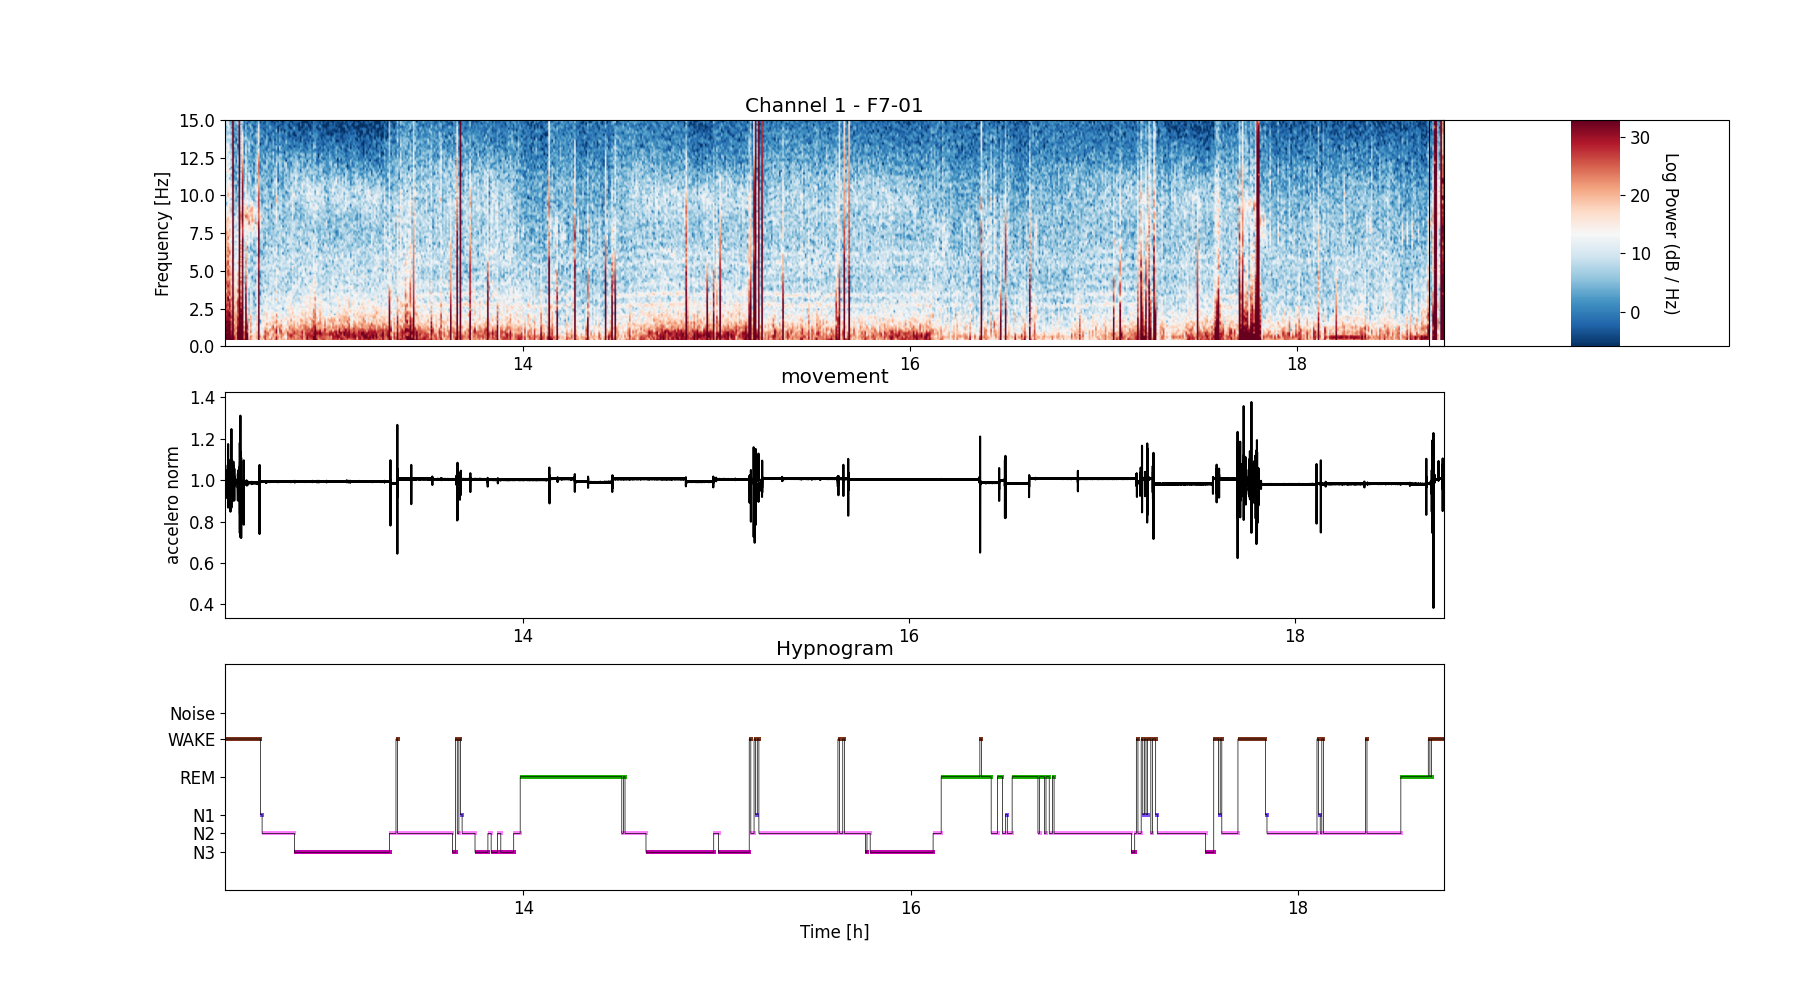 Channel 1 - F7-01
15.0
12.5
10.0
7.5
5.0
2.5
0.0
Frequency [Hz]
14
16
18
30
20
10
0
Log Power (dB / Hz)
movement
1.4
1.2
1.0
0.8
0.6
0.4
accelero norm
14
16
18
Hypnogram
Noise
WAKE
REM
N1
N2
N3
14
16
18
Time [h]